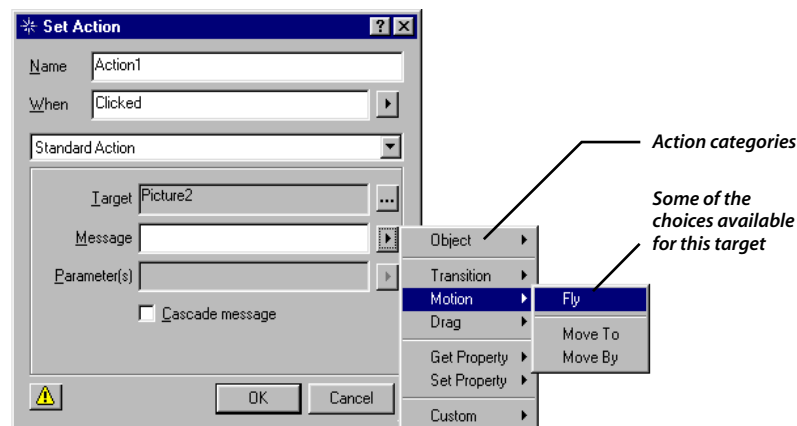 Set Action
Name Action1
When Clicked
Standard Action
Target Picture2 ...
Message
Parameter(s)
Cascade message
OK Cancel
Object
Transition
Motion
Drag
Get Property
Set Property
Custom
Fly
Move To
Move By
Action categories
Some of the
choices available
for this target